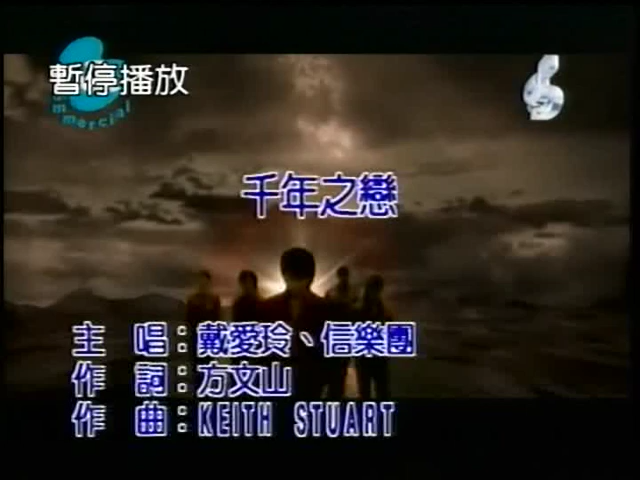 暫停播放
mmercial
千年之戀
主 唱：戴愛玲、信樂團
作 詞：方文山
作 曲：KEITH STUART